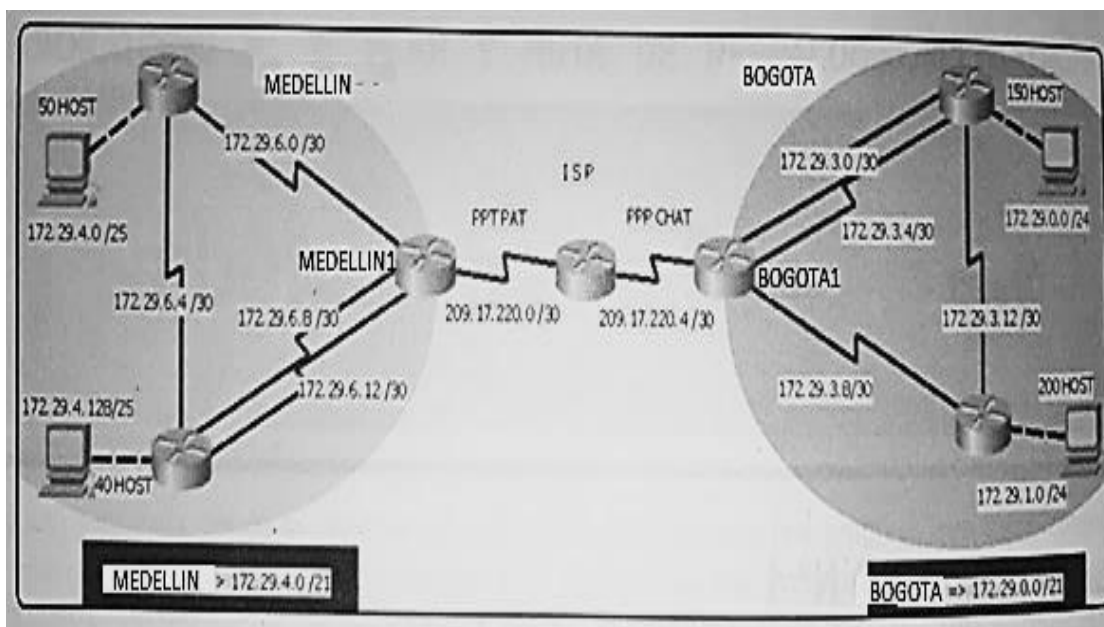 MEDELLIN
BOGOTA
50 HOST
150 HOST
172.29.6.0 /30
172.29.3.0 /30
ISP
172.29.4.0 /25
PPT PAT
PPP CHAT
172.29.0.0 /24
172.29.3.4 /30
MEDELLIN1
BOGOTA1
172.29.6.4 /30
172.29.6.8 /30
209.17.220.0 /30
209.17.220.4 /30
172.29.3.12 /30
172.29.6.12 /30
172.29.3.8 /30
172.29.4.128/25
200 HOST
40 HOST
172.29.1.0 /24
MEDELLIN > 172.29.4.0 /21
BOGOTA => 172.29.0.0 /21